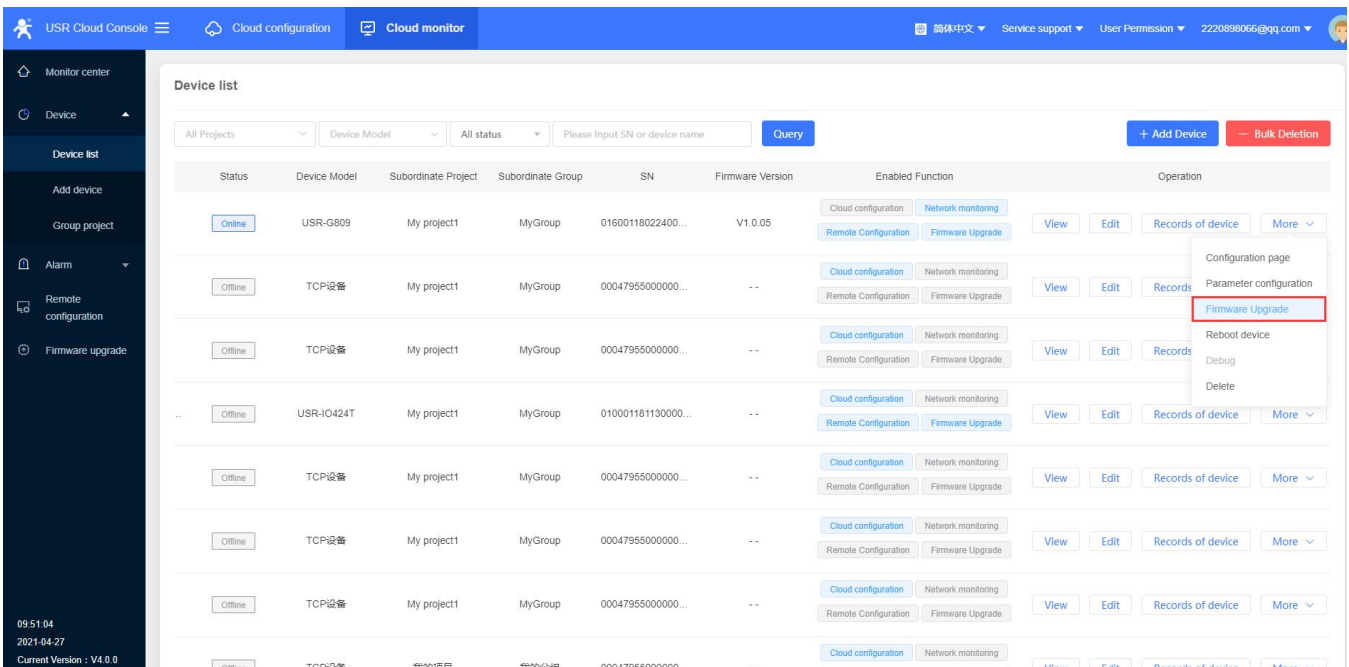 USR Cloud Console
Cloud configuration
Cloud monitor
简体中文
Service support
User Permission
2220898066@qq.com
Monitor center
Device
Device list
Add device
Group project
Alarm
Remote
configuration
Firmware upgrade
09:51:04
2021-04-27
Current Version：V4.0.0
Device list
All Projects
Device Model
All status
Please Input SN or device name
Query
+ Add Device
— Bulk Deletion
Status Device Model Subordinate Project Subordinate Group SN Firmware Version Enabled Function Operation
Cloud configuration Network monitoring
Online USR-G809 My project1 MyGroup 01600118022400... V1.0.05 View Edit Records of device More
Remote Configuration Firmware Upgrade
Configuration page
Parameter configuration
Firmware Upgrade
Reboot device
Debug
Delete
Cloud configuration Network monitoring
Offline TCP设备 My project1 MyGroup 00047955000000... - - View Edit Records
Remote Configuration Firmware Upgrade
Cloud configuration Network monitoring
Offline TCP设备 My project1 MyGroup 00047955000000... - - View Edit Records
Remote Configuration Firmware Upgrade
Cloud configuration Network monitoring
.. Offline USR-IO424T My project1 MyGroup 010001181130000... - - View Edit Records of device More
Remote Configuration Firmware Upgrade
Cloud configuration Network monitoring
Offline TCP设备 My project1 MyGroup 00047955000000... - - View Edit Records of device More
Remote Configuration Firmware Upgrade
Cloud configuration Network monitoring
Offline TCP设备 My project1 MyGroup 00047955000000... - - View Edit Records of device More
Remote Configuration Firmware Upgrade
Cloud configuration Network monitoring
Offline TCP设备 My project1 MyGroup 00047955000000... - - View Edit Records of device More
Remote Configuration Firmware Upgrade
Cloud configuration Network monitoring